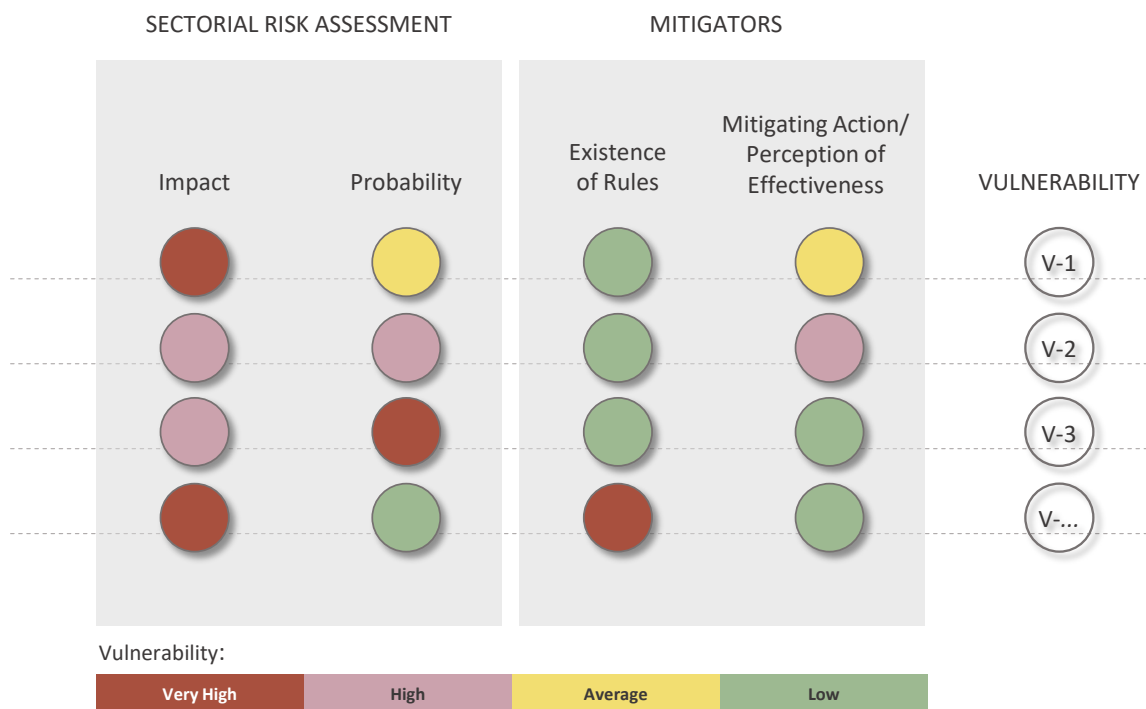 SECTORIAL RISK ASSESSMENT
MITIGATORS
Impact
Probability
Existence
of Rules
Mitigating Action/
Perception of
Effectiveness
VULNERABILITY
V-1
V-2
V-3
V-...
Vulnerability:
Very High
High
Average
Low